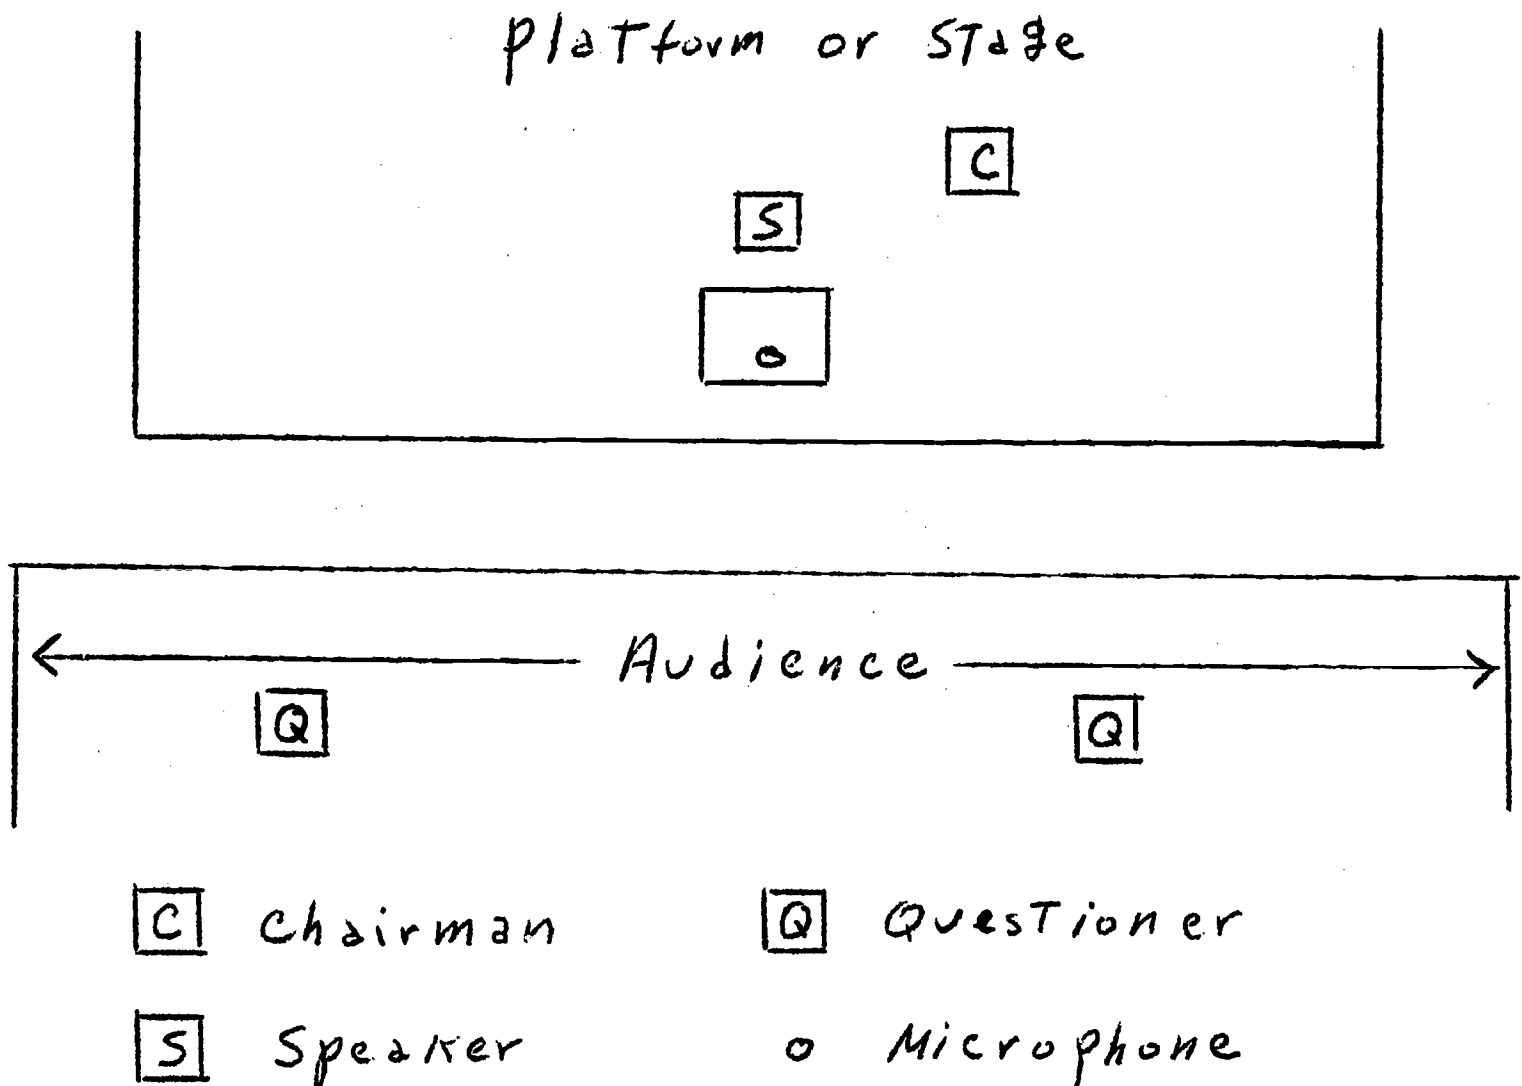 platform or stage
C
S
← Audience →
Q Q
C Chairman Q Questioner
S Speaker o Microphone